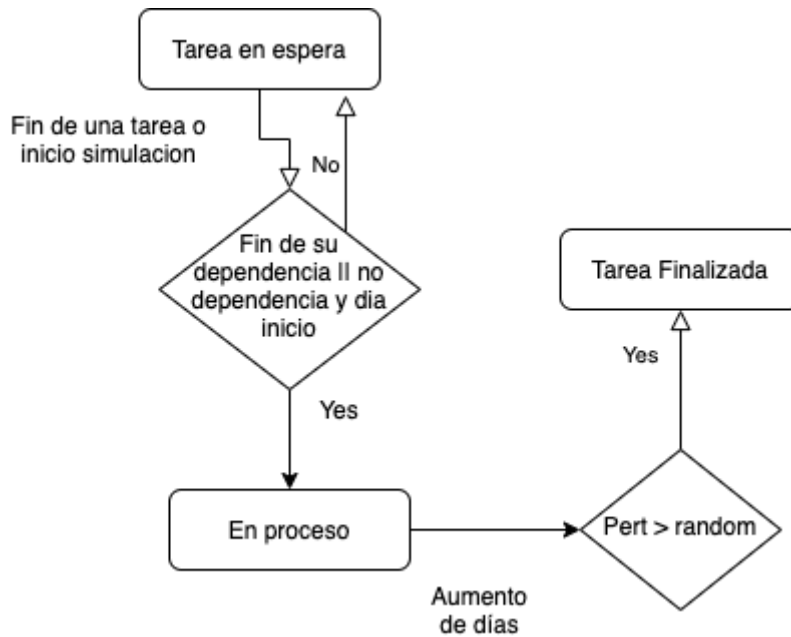 Tarea en espera
Fin de una tarea o
inicio simulacion
No
Fin de su
dependencia II no
dependencia y dia
inicio
Tarea Finalizada
Yes
Yes
En proceso
Pert > random
Aumento
de días